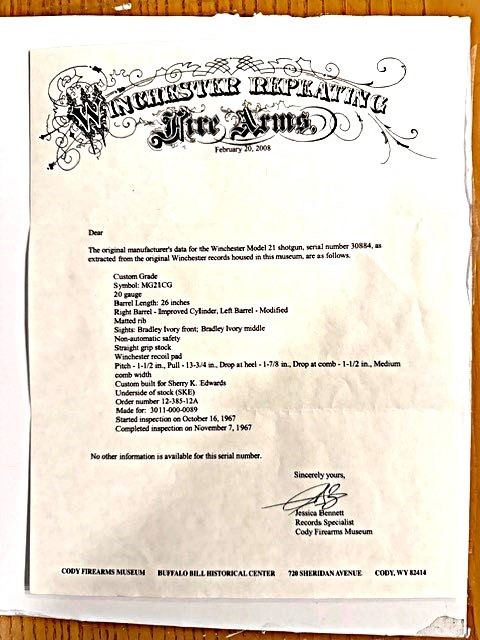 WINCHESTER REPEATING
Fire Arms,
February 20, 2008
Dear
The original manufacturer's data for the Winchester Model 21 shotgun, serial number 30884, as
extracted from the original Winchester records housed in this museum, are as follows.
Custom Grade
Symbol: MG21CG
20 gauge
Barrel Length: 26 inches
Right Barrel - Improved Cylinder, Left Barrel - Modified
Matted rib
Sights: Bradley Ivory front; Bradley Ivory middle
Non-automatic safety
Straight grip stock
Winchester recoil pad
Pitch - 1-1/2 in., Pull - 13-3/4 in., Drop at heel - 1-7/8 in., Drop at comb - 1-1/2 in., Medium
comb width
Custom built for Sherry K. Edwards
Underside of stock (SKE)
Order number 12-385-12A
Made for: 3011-000-0089
Started inspection on October 16, 1967
Completed inspection on November 7, 1967
No other information is available for this serial number.
Sincerely yours,
Jessica Bennett
Records Specialist
Cody Firearms Museum
CODY FIREARMS MUSEUM BUFFALO BILL HISTORICAL CENTER 720 SHERIDAN AVENUE CODY, WY 82414